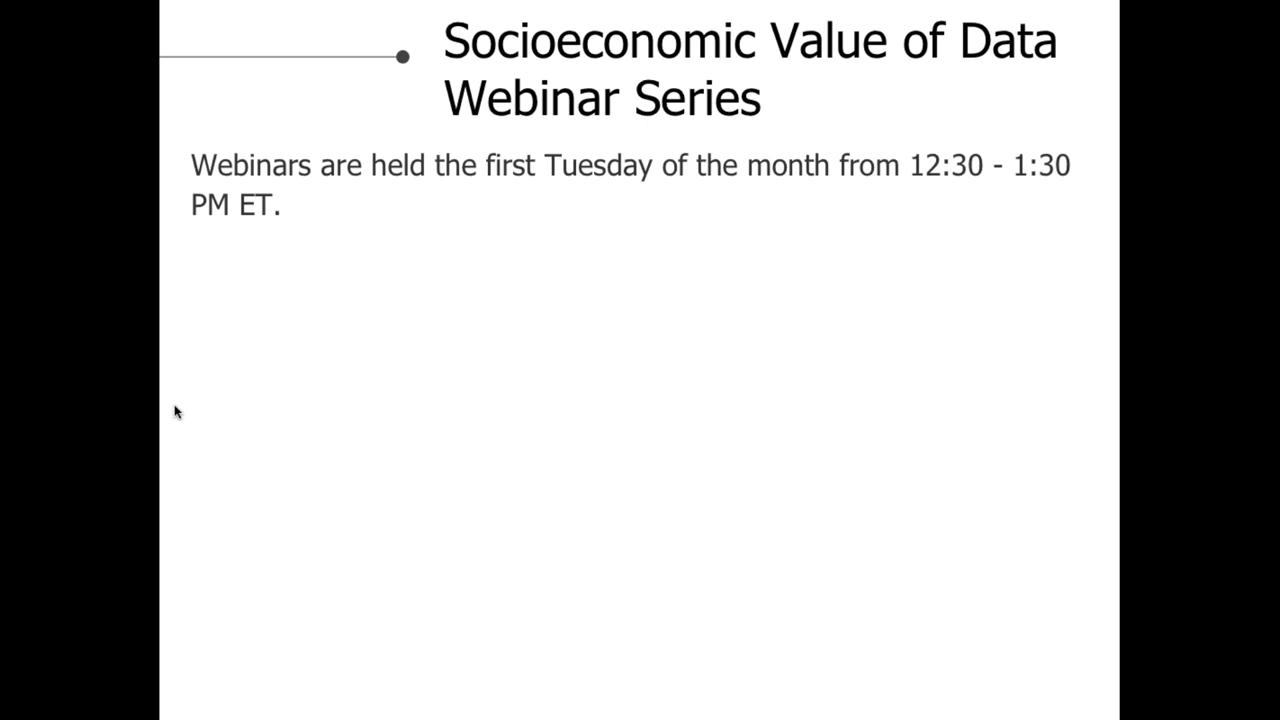 Socioeconomic Value of Data
Webinar Series
Webinars are held the first Tuesday of the month from 12:30 - 1:30
PM ET.